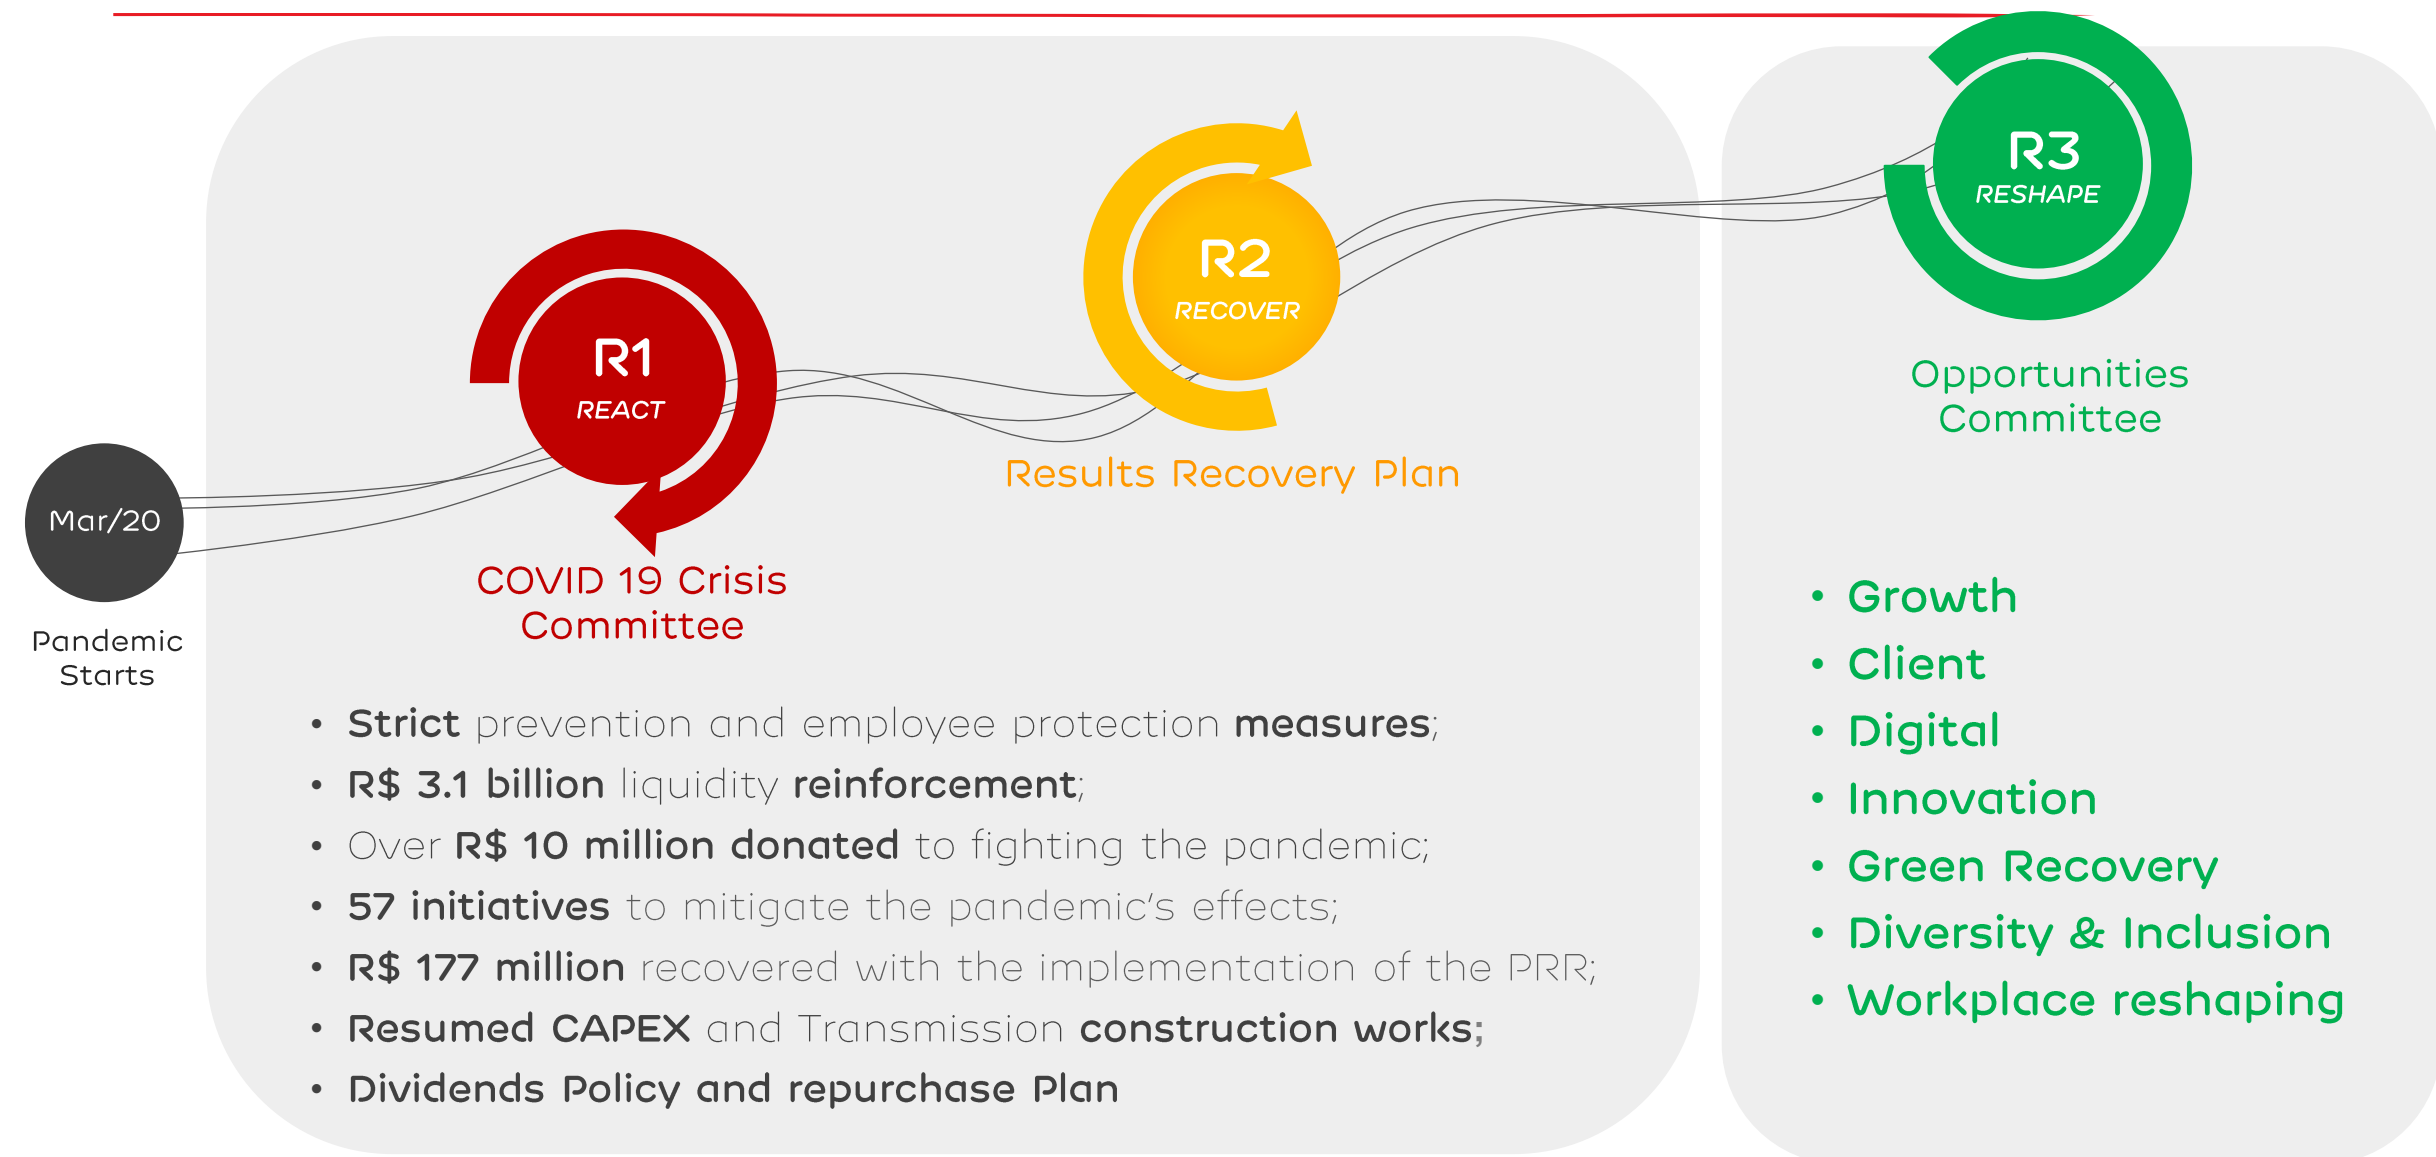 Mar/20
Pandemic
Starts
R1
REACT
COVID 19 Crisis
Committee
R2
RECOVER
Results Recovery Plan
• Strict prevention and employee protection measures;
• R$ 3.1 billion liquidity reinforcement;
• Over R$ 10 million donated to fighting the pandemic;
• 57 initiatives to mitigate the pandemic’s effects;
• R$ 177 million recovered with the implementation of the PRR;
• Resumed CAPEX and Transmission construction works;
• Dividends Policy and repurchase Plan
R3
RESHAPE
Opportunities
Committee
• Growth
• Client
• Digital
• Innovation
• Green Recovery
• Diversity & Inclusion
• Workplace reshaping